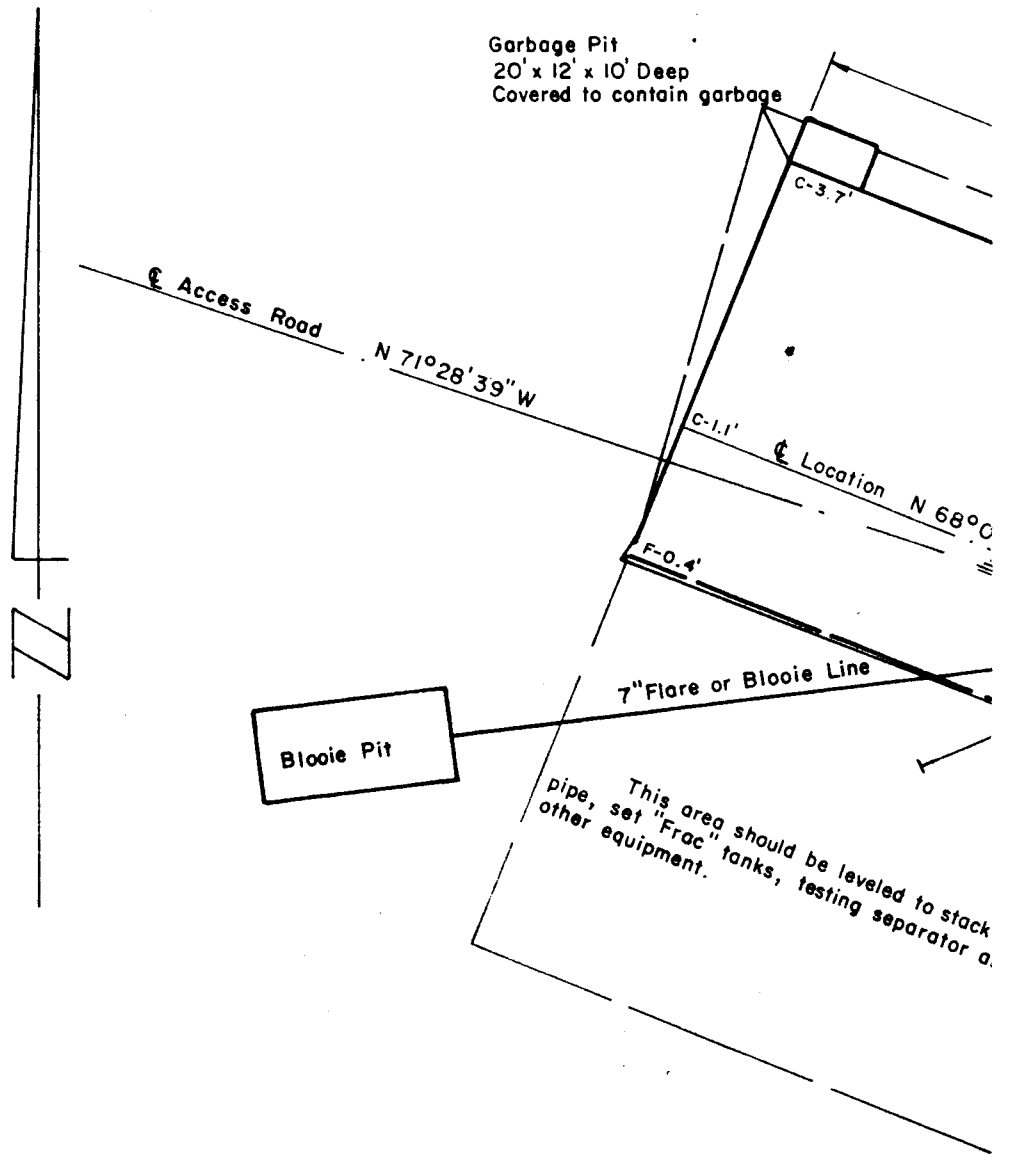 Garbage Pit
20' x 12' x 10' Deep
Covered to contain garbage
C-3.7'
℄ Access Road
N 71°28'39" W
C-1.1'
℄ Location N 68°0
F-0.4'
7" Flare or Blooie Line
Blooie Pit
This area should be leveled to stack
pipe, set "Frac" tanks, testing separator a
other equipment.
N